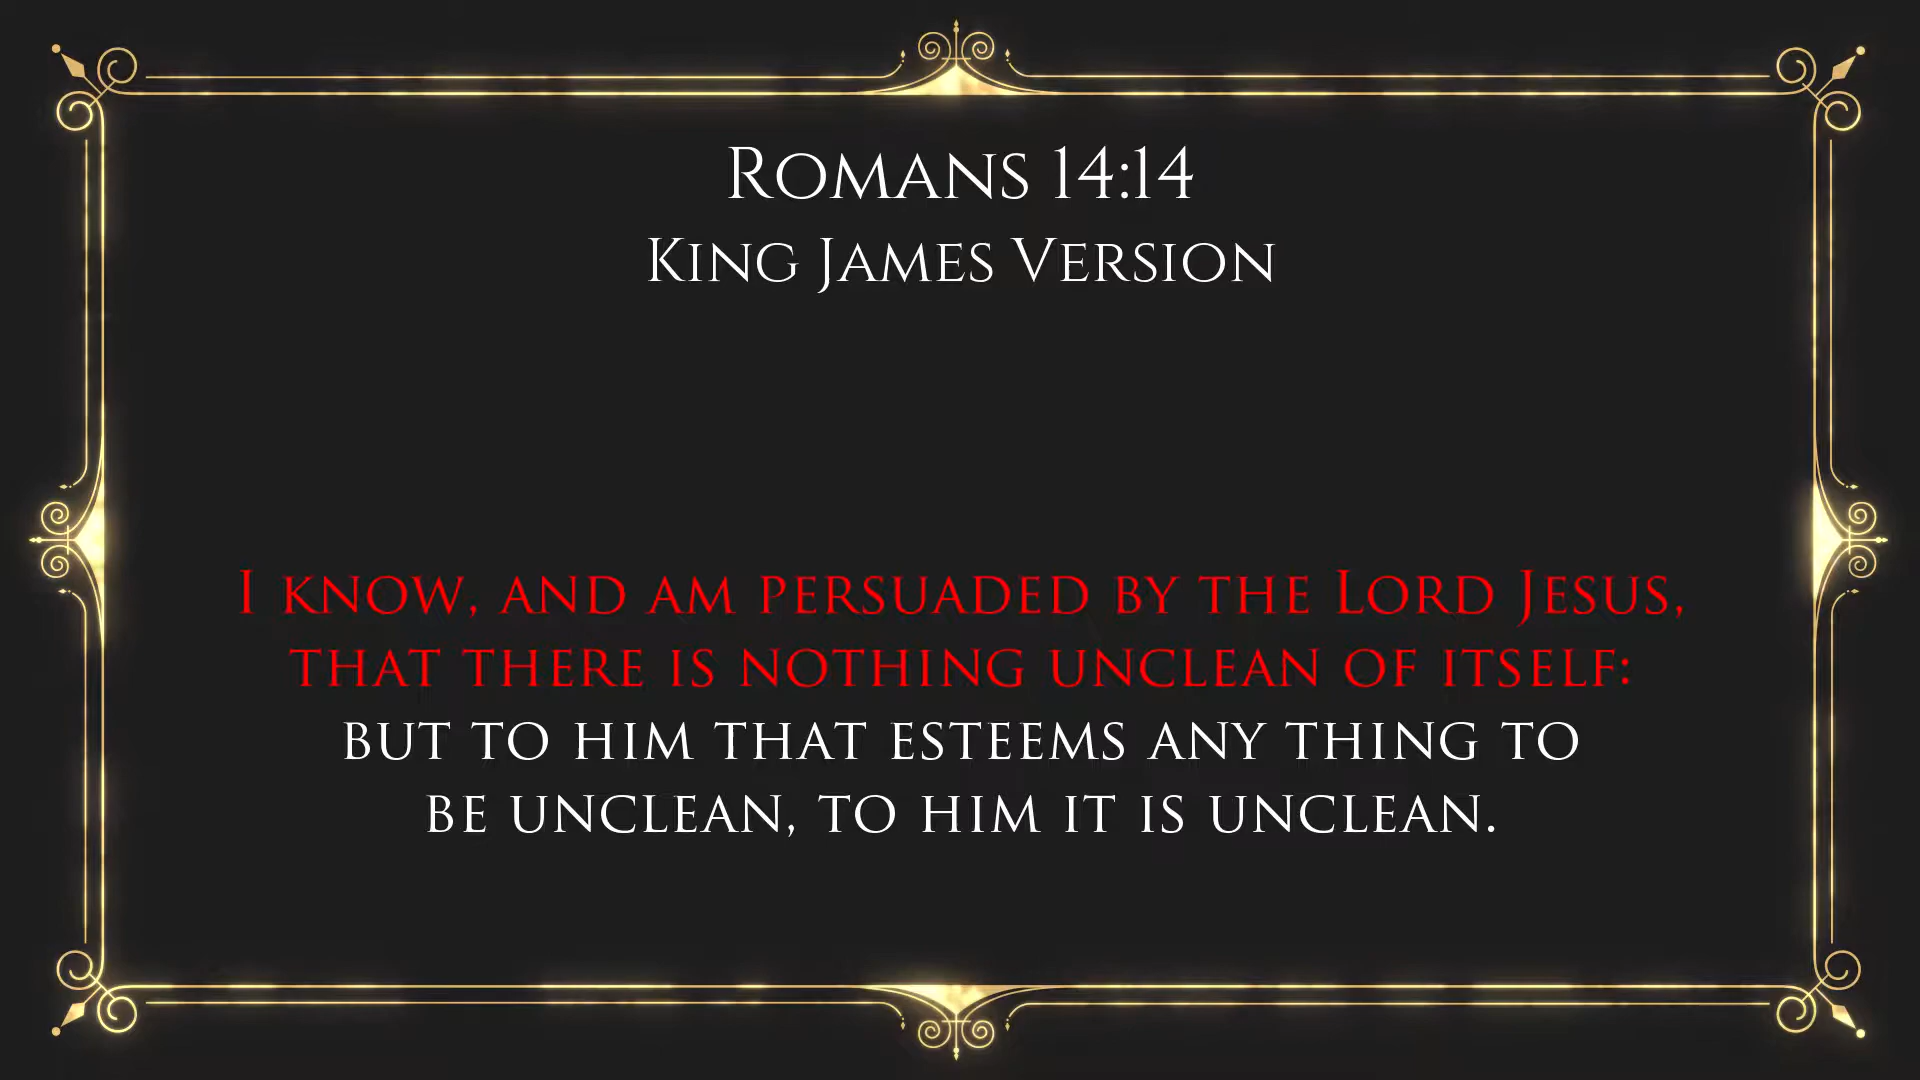 Romans 14:14
King James Version
I know, and am persuaded by the Lord Jesus,
that there is nothing unclean of itself:
but to him that esteems any thing to
be unclean, to him it is unclean.